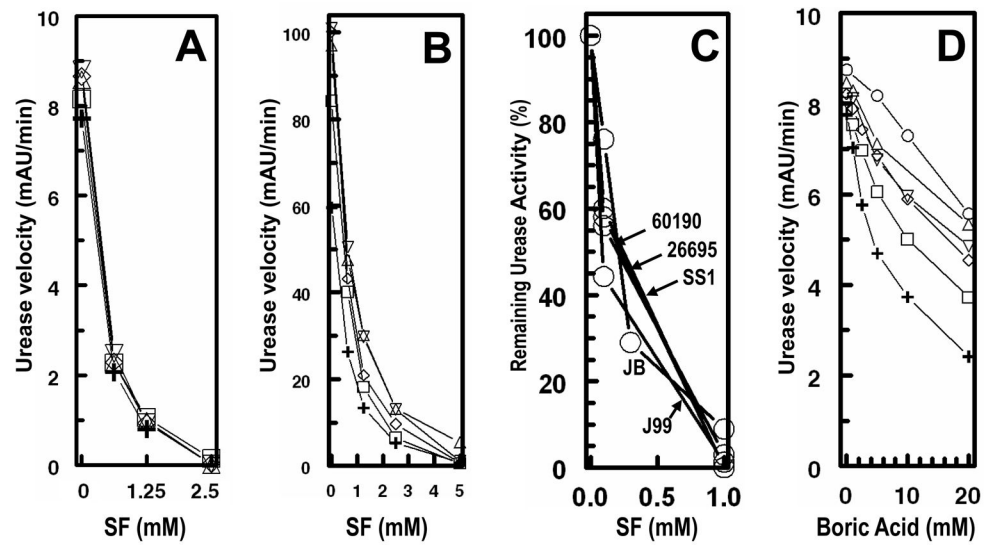 A
Urease velocity (mAU/min)
10
8
6
4
2
0
0 1.25 2.5
SF (mM)
B
Urease velocity (mAU/min)
100
80
60
40
20
0
0 1 2 3 4 5
SF (mM)
C
Remaining Urease Activity (%)
100
80
60
40
20
0
60190
26695
SS1
JB
J99
0.0 0.5 1.0
SF (mM)
D
Urease velocity (mAU/min)
10
8
6
4
2
0
0 10 20
Boric Acid (mM)